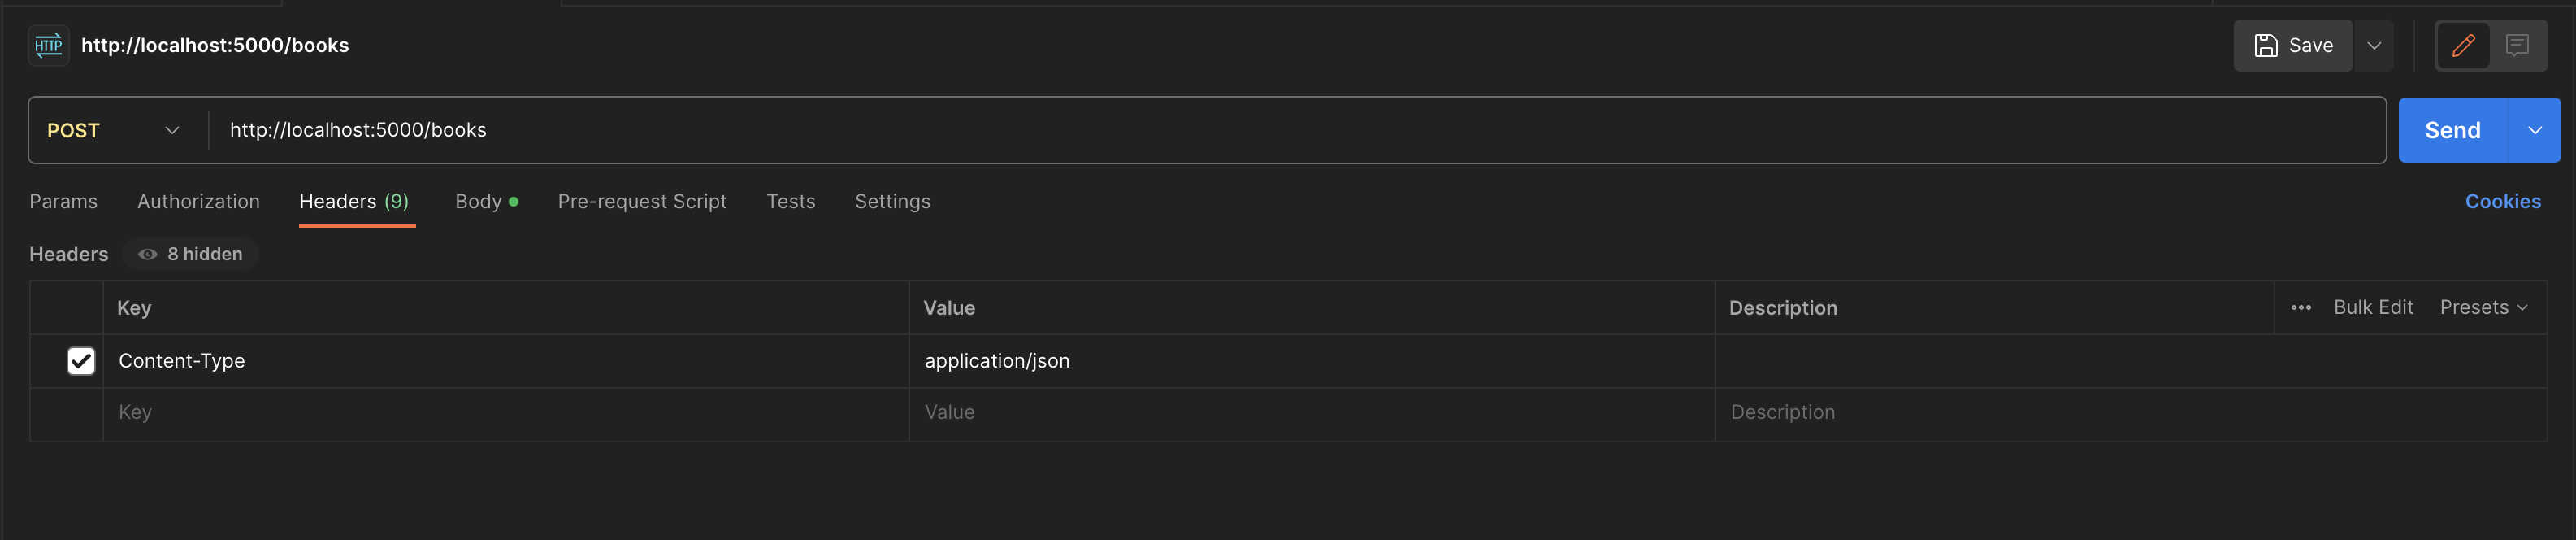 HTTP http://localhost:5000/books Save
POST http://localhost:5000/books Send
Params Authorization Headers (9) Body Pre-request Script Tests Settings Cookies
Headers 8 hidden
Key Value Description Bulk Edit Presets
Content-Type application/json
Key Value Description